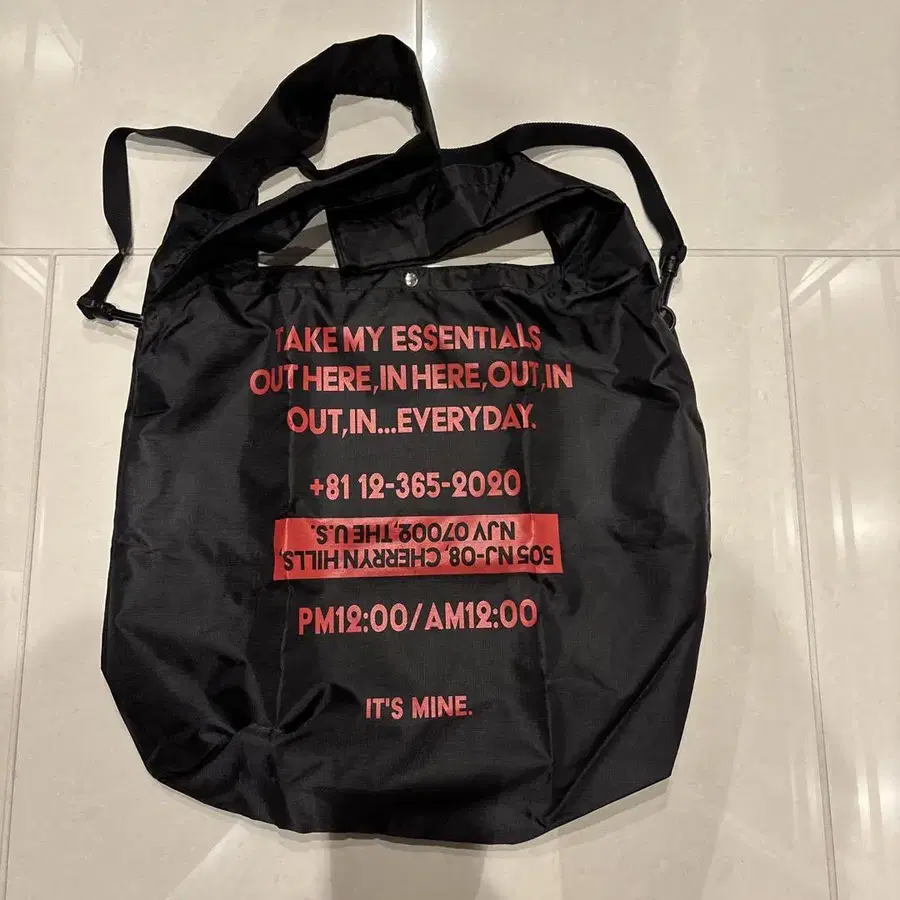 TAKE MY ESSENTIALS
OUT HERE,IN HERE,OUT,IN
OUT,IN...EVERYDAY.
+81 12-365-2020
505 NJ-08, CHERRYN HILLS,
NJV 07002, THE U.S.
PM12:00/AM12:00
IT'S MINE.